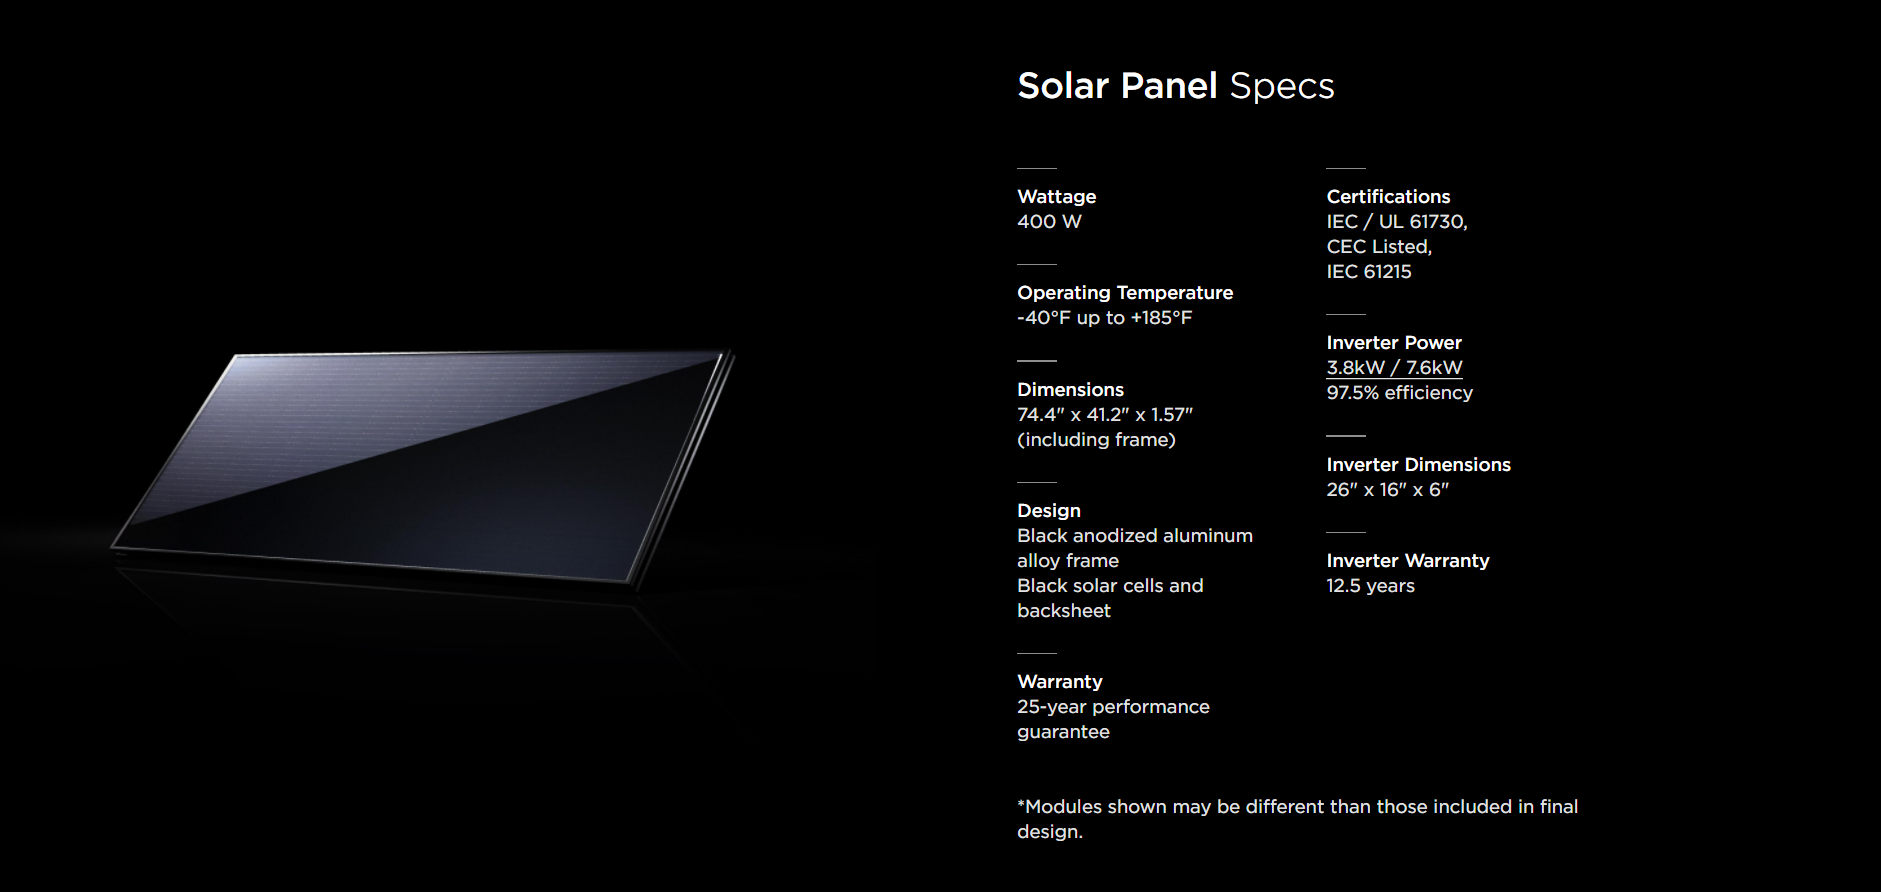 Solar Panel Specs
Wattage
400 W
Operating Temperature
-40°F up to +185°F
Dimensions
74.4" x 41.2" x 1.57"
(including frame)
Design
Black anodized aluminum
alloy frame
Black solar cells and
backsheet
Warranty
25-year performance
guarantee
Certifications
IEC / UL 61730,
CEC Listed,
IEC 61215
Inverter Power
3.8kW / 7.6kW
97.5% efficiency
Inverter Dimensions
26" x 16" x 6"
Inverter Warranty
12.5 years
*Modules shown may be different than those included in final
design.